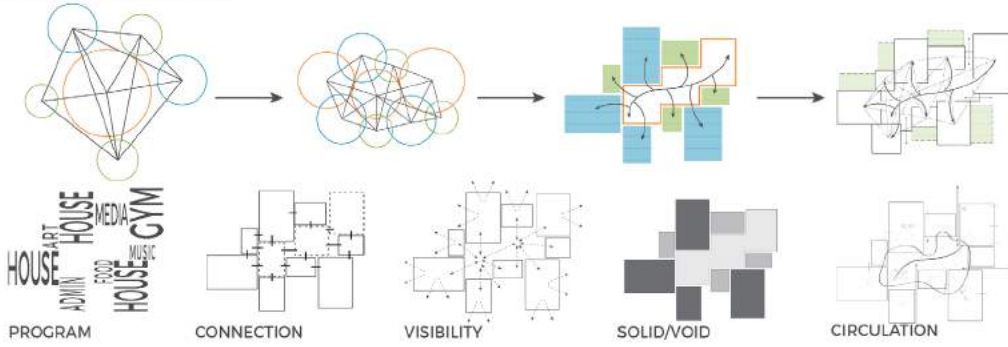 HOUSE
ART
HOUSE
MEDIA
GYM
ADMIN
FOOD
HOUSE
MUSIC
PROGRAM
CONNECTION
VISIBILITY
SOLID/VOID
CIRCULATION